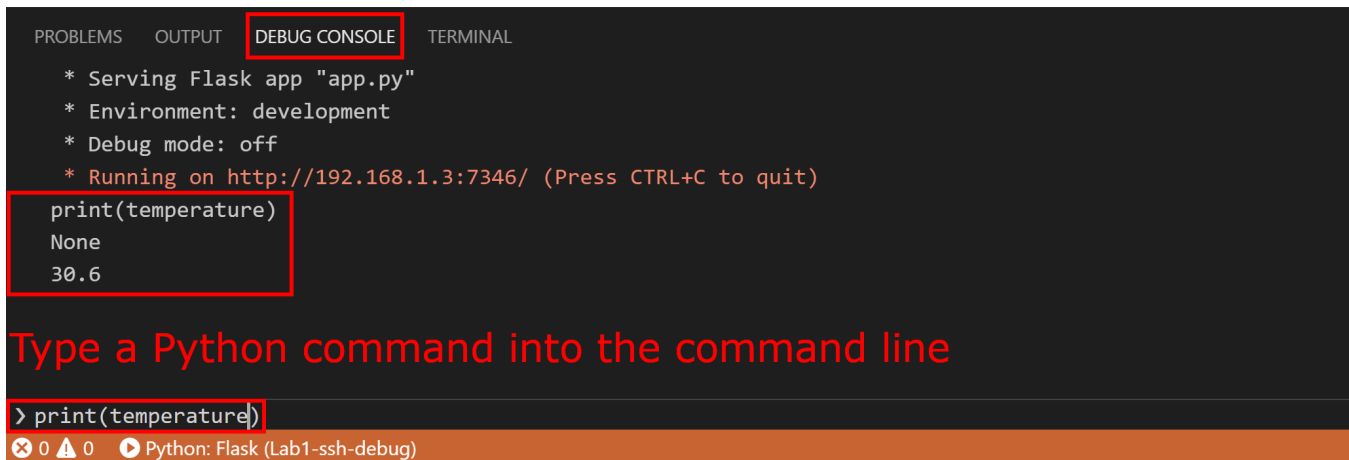 PROBLEMS OUTPUT DEBUG CONSOLE TERMINAL
* Serving Flask app "app.py"
* Environment: development
* Debug mode: off
* Running on http://192.168.1.3:7346/ (Press CTRL+C to quit)
print(temperature)
None
30.6
Type a Python command into the command line
❯ print(temperature)
0 0 Python: Flask (Lab1-ssh-debug)